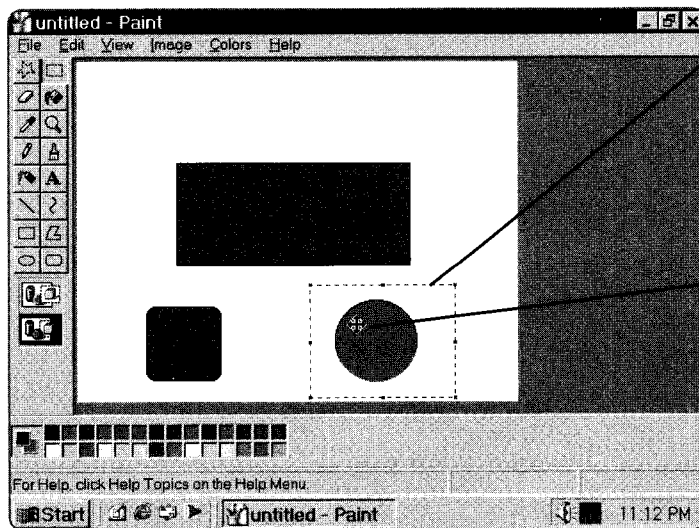 untitled - Paint
File Edit View Image Colors Help
A
For Help, click Help Topics on the Help Menu.
Start untitled - Paint 11:12 PM